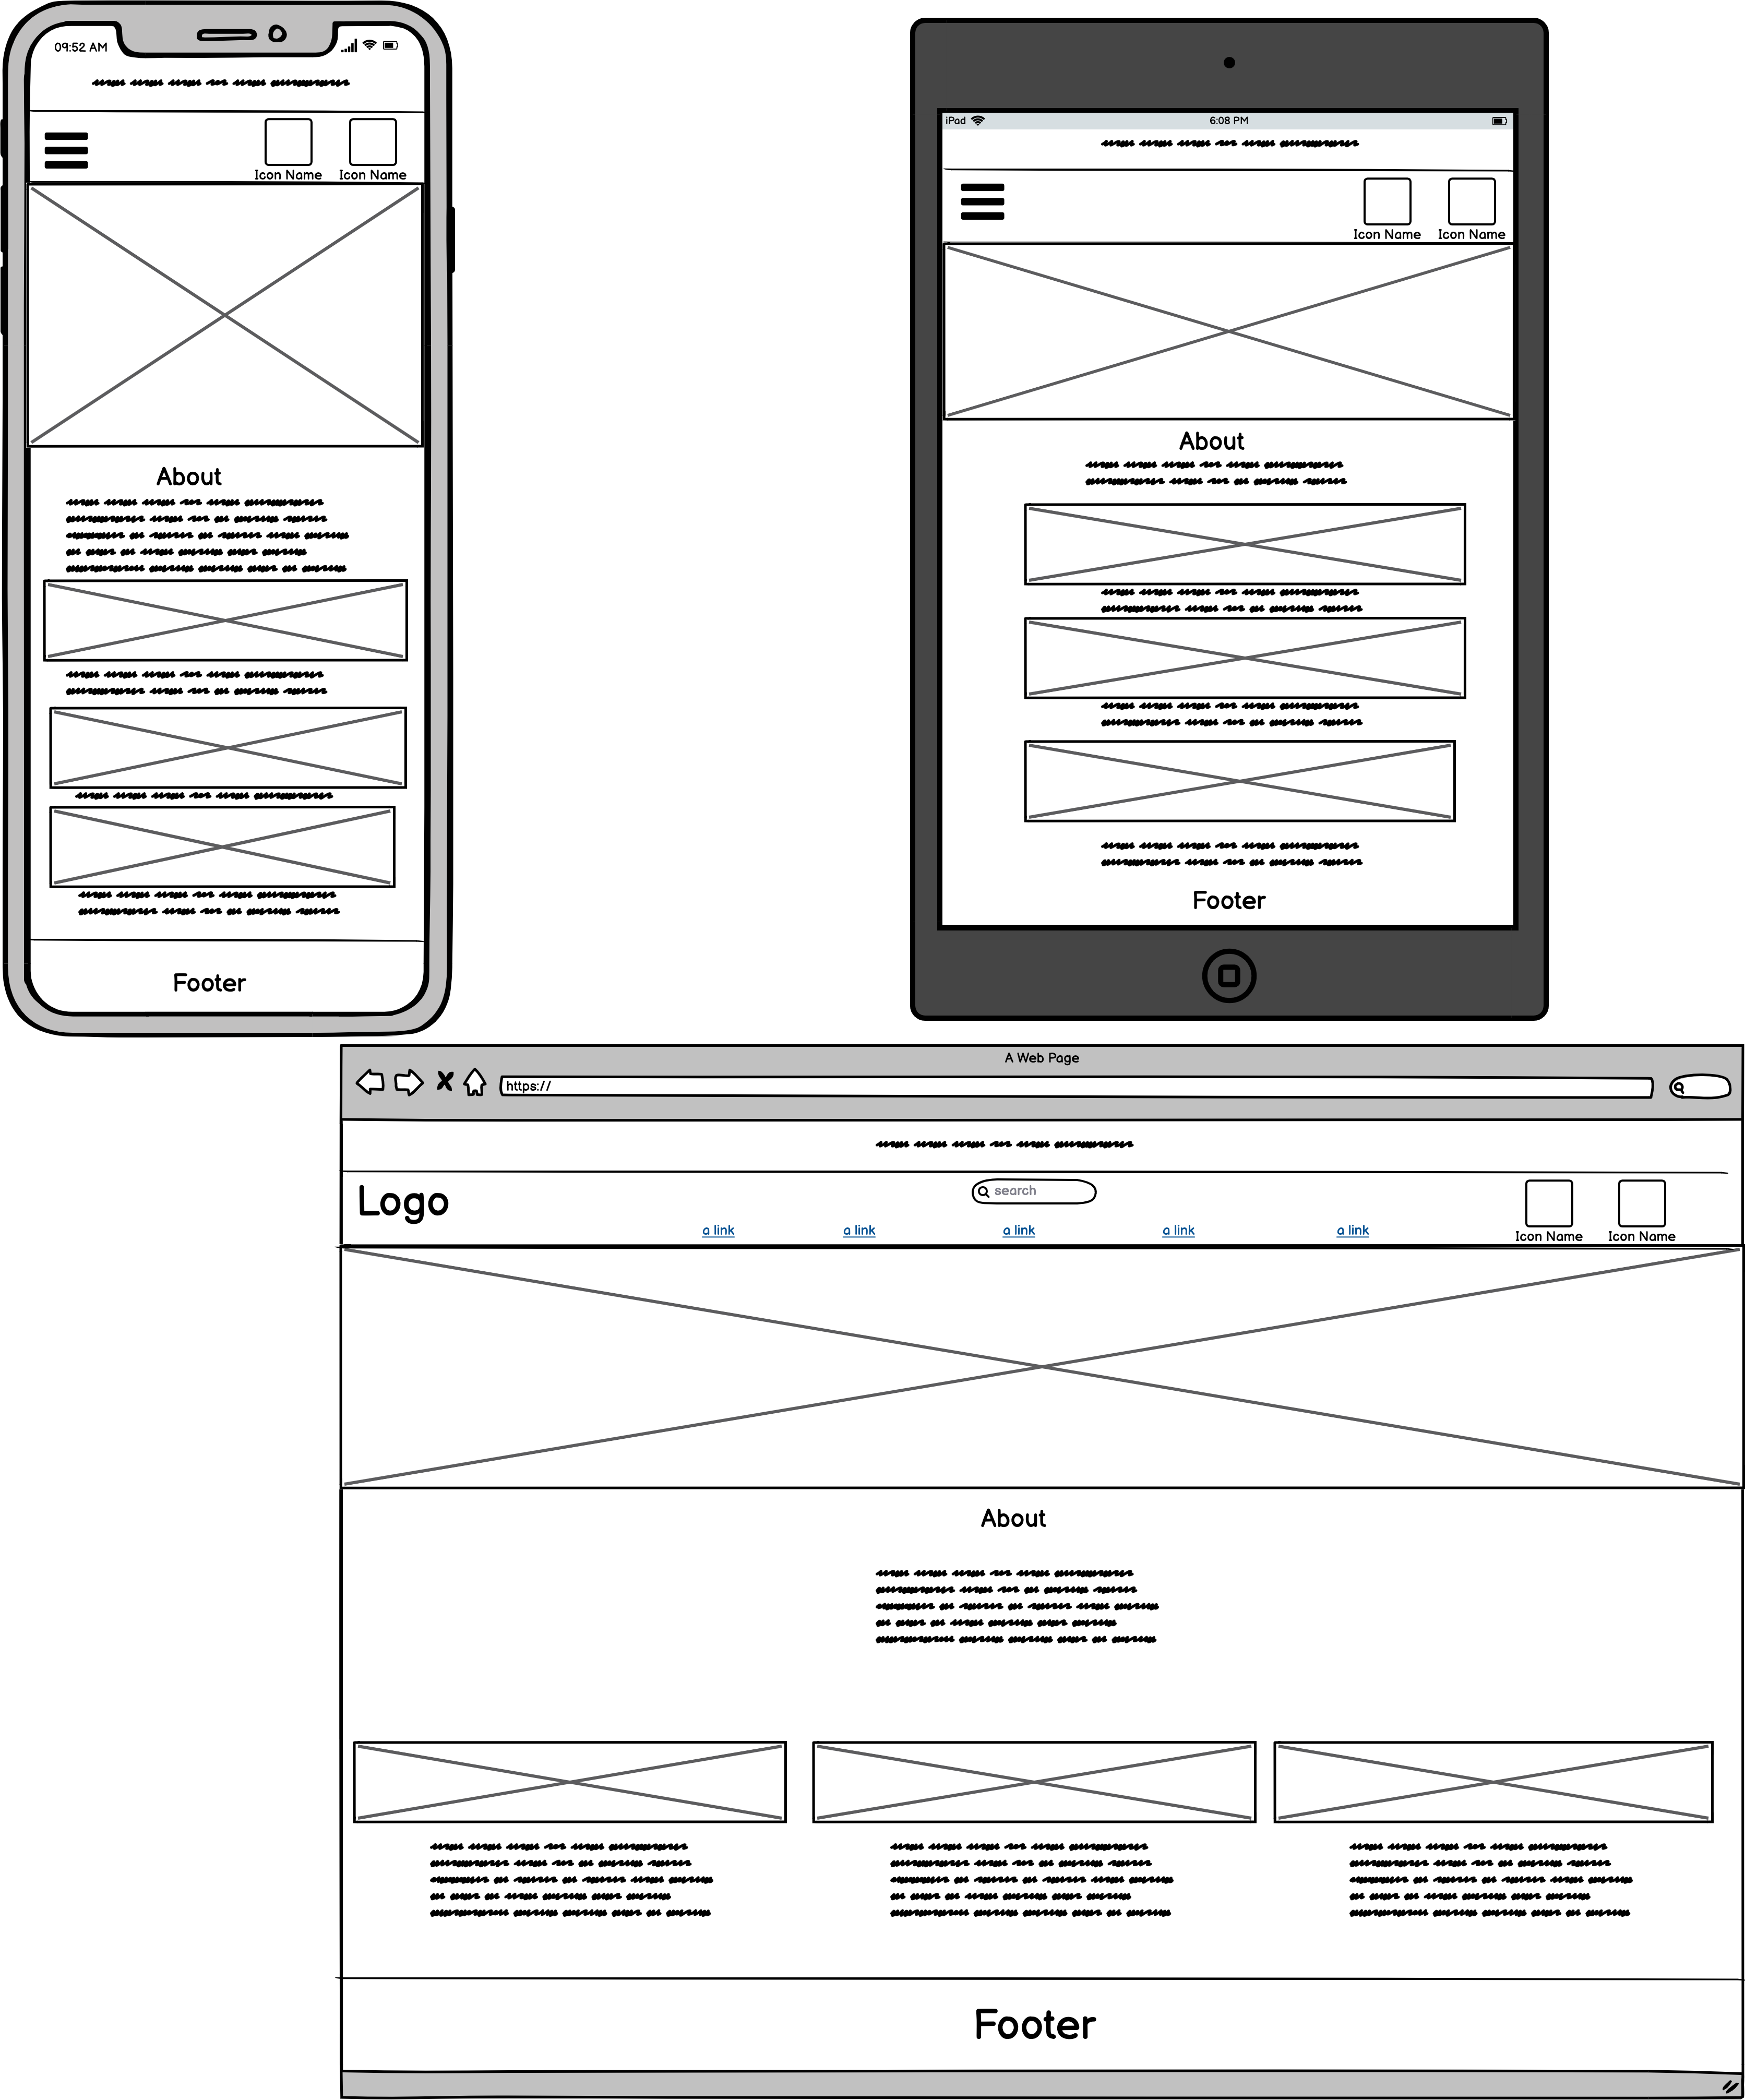 09:52 AM
Icon Name Icon Name
About
Footer
iPad 6:08 PM
Icon Name Icon Name
About
Footer
A Web Page
https://
Logo
search
a link a link a link a link a link
Icon Name Icon Name
About
Footer